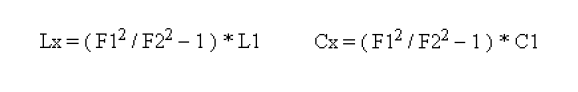 Lx = ( F1² / F2² – 1 ) * L1 Cx = ( F1² / F2² – 1 ) * C1